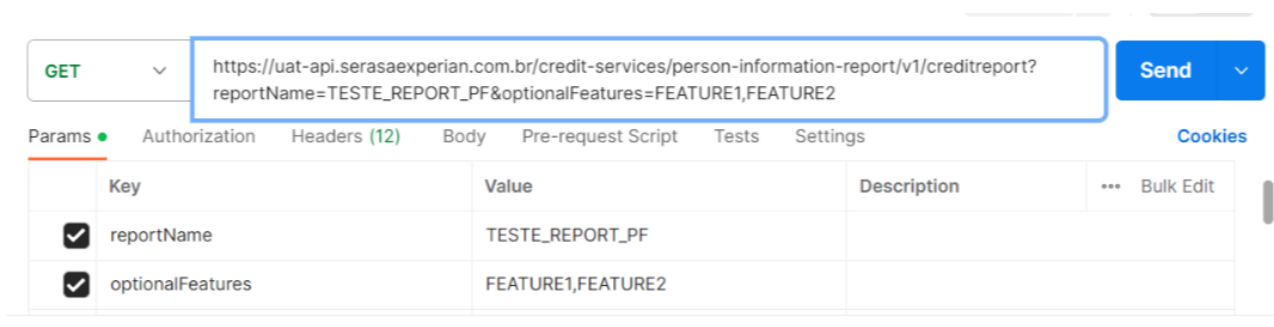 GET
https://uat-api.serasaexperian.com.br/credit-services/person-information-report/v1/creditreport?
reportName=TESTE_REPORT_PF&optionalFeatures=FEATURE1,FEATURE2
Send
Params Authorization Headers (12) Body Pre-request Script Tests Settings Cookies
Key Value Description ••• Bulk Edit
reportName TESTE_REPORT_PF
optionalFeatures FEATURE1,FEATURE2